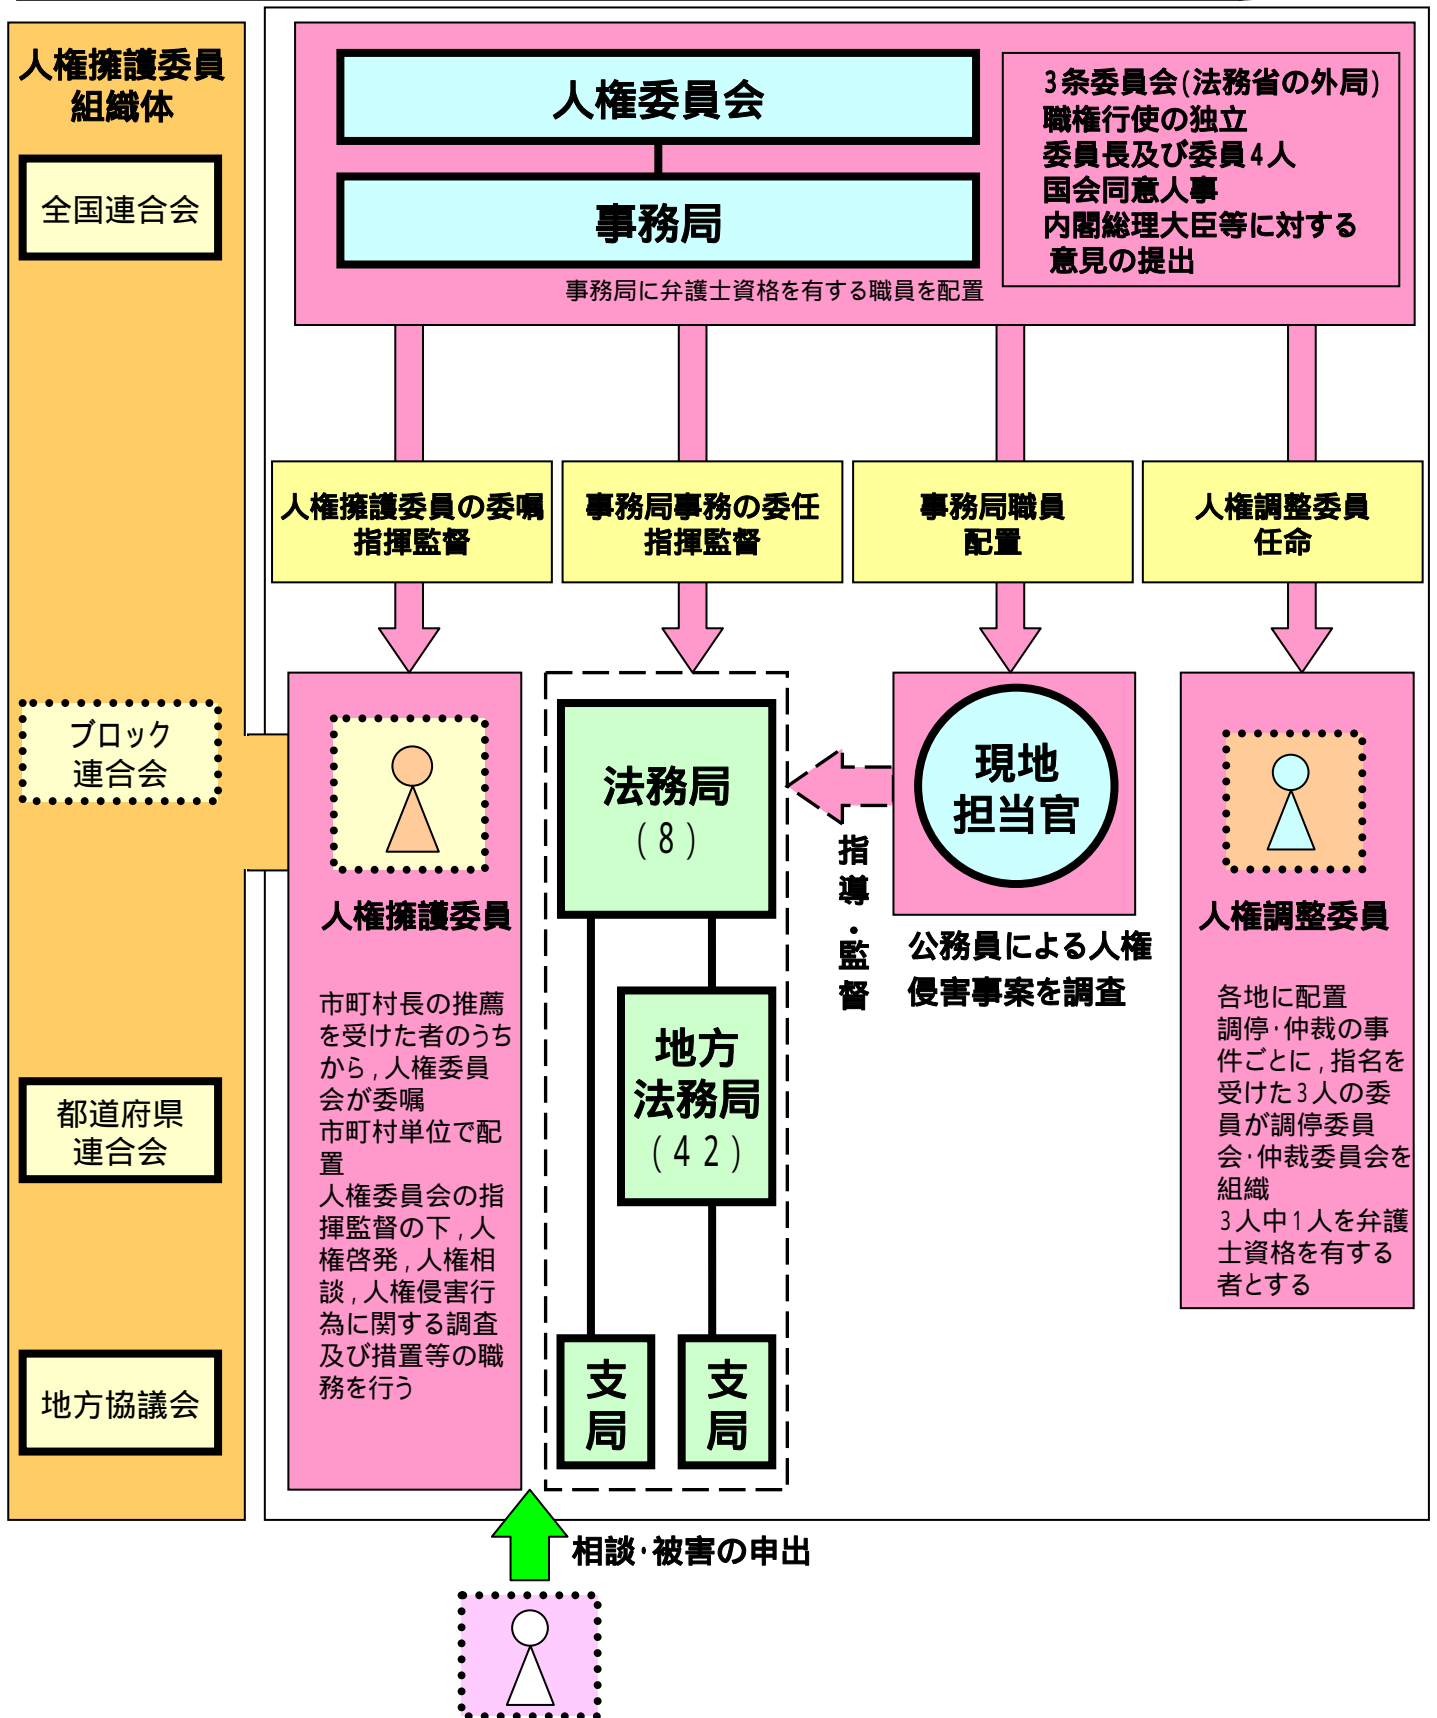 人権擁護委員
組織体
全国連合会
ブロック
連合会
都道府県
連合会
地方協議会
人権委員会
事務局
事務局に弁護士資格を有する職員を配置
3条委員会(法務省の外局)
職権行使の独立
委員長及び委員4人
国会同意人事
内閣総理大臣等に対する
意見の提出
人権擁護委員の委嘱
指揮監督
事務局事務の委任
指揮監督
事務局職員
配置
人権調整委員
任命
人権擁護委員
市町村長の推薦
を受けた者のうち
から,人権委員
会が委嘱
市町村単位で配
置
人権委員会の指
揮監督の下,人
権啓発,人権相
談,人権侵害行
為に関する調査
及び措置等の職
務を行う
法務局
(8)
地方
法務局
(42)
支
局
支
局
指
導
・
監
督
現地
担当官
公務員による人権
侵害事案を調査
人権調整委員
各地に配置
調停・仲裁の事
件ごとに,指名を
受けた3人の委
員が調停委員
会・仲裁委員会を
組織
3人中1人を弁護
士資格を有する
者とする
相談・被害の申出